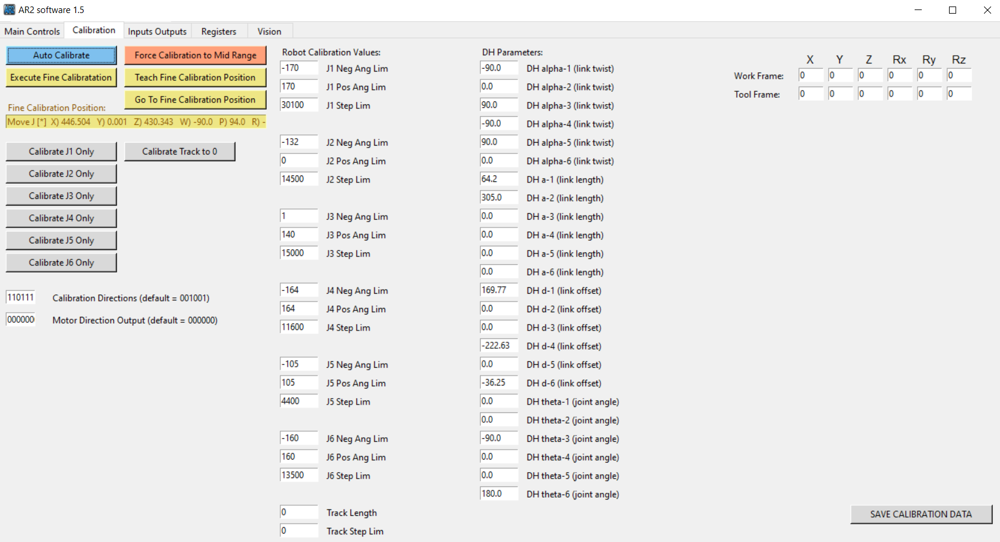 AR2 software 1.5
Main Controls Calibration Inputs Outputs Registers Vision
Auto Calibrate
Force Calibration to Mid Range
Execute Fine Calibratation
Teach Fine Calibration Position
Go To Fine Calibration Position
Fine Calibration Position:
Move J [*] X) 446.504 Y) 0.001 Z) 430.343 W) -90.0 P) 94.0 R) -
Calibrate J1 Only
Calibrate Track to 0
Calibrate J2 Only
Calibrate J3 Only
Calibrate J4 Only
Calibrate J5 Only
Calibrate J6 Only
110111 Calibration Directions (default = 001001)
000000 Motor Direction Output (default = 000000)
Robot Calibration Values:
-170 J1 Neg Ang Lim
170 J1 Pos Ang Lim
30100 J1 Step Lim
-132 J2 Neg Ang Lim
0 J2 Pos Ang Lim
14500 J2 Step Lim
1 J3 Neg Ang Lim
140 J3 Pos Ang Lim
15000 J3 Step Lim
-164 J4 Neg Ang Lim
164 J4 Pos Ang Lim
11600 J4 Step Lim
-105 J5 Neg Ang Lim
105 J5 Pos Ang Lim
4400 J5 Step Lim
-160 J6 Neg Ang Lim
160 J6 Pos Ang Lim
13500 J6 Step Lim
0 Track Length
0 Track Step Lim
DH Parameters:
-90.0 DH alpha-1 (link twist)
0.0 DH alpha-2 (link twist)
90.0 DH alpha-3 (link twist)
-90.0 DH alpha-4 (link twist)
90.0 DH alpha-5 (link twist)
0.0 DH alpha-6 (link twist)
64.2 DH a-1 (link length)
305.0 DH a-2 (link length)
0.0 DH a-3 (link length)
0.0 DH a-4 (link length)
0.0 DH a-5 (link length)
0.0 DH a-6 (link length)
169.77 DH d-1 (link offset)
0.0 DH d-2 (link offset)
0.0 DH d-3 (link offset)
-222.63 DH d-4 (link offset)
0.0 DH d-5 (link offset)
-36.25 DH d-6 (link offset)
0.0 DH theta-1 (joint angle)
0.0 DH theta-2 (joint angle)
-90.0 DH theta-3 (joint angle)
0.0 DH theta-4 (joint angle)
0.0 DH theta-5 (joint angle)
180.0 DH theta-6 (joint angle)
X Y Z Rx Ry Rz
Work Frame: 0 0 0 0 0 0
Tool Frame: 0 0 0 0 0 0
SAVE CALIBRATION DATA